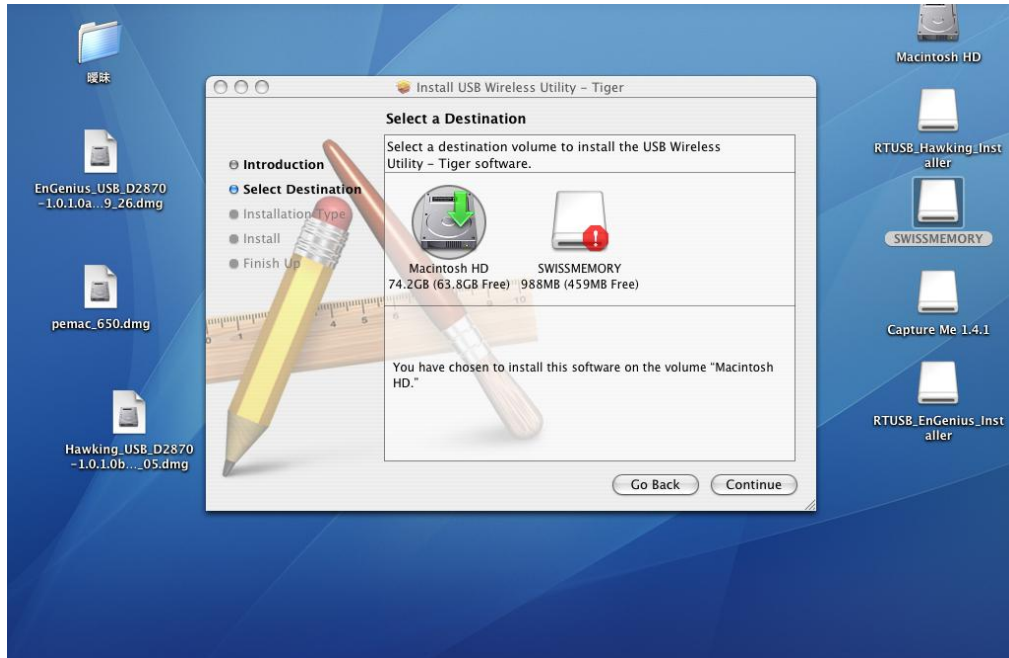 曖昧
EnGenius_USB_D2870
-1.0.1.0a...9_26.dmg
pemac_650.dmg
Hawking_USB_D2870
-1.0.1.0b..._05.dmg
Install USB Wireless Utility – Tiger
Select a Destination
Introduction
Select Destination
Installation Type
Install
Finish Up
Select a destination volume to install the USB Wireless
Utility – Tiger software.
Macintosh HD
74.2GB (63.8GB Free)
SWISSMEMORY
988MB (459MB Free)
You have chosen to install this software on the volume "Macintosh
HD."
Go Back
Continue
Macintosh HD
RTUSB_Hawking_Inst
aller
SWISSMEMORY
Capture Me 1.4.1
RTUSB_EnGenius_Inst
aller